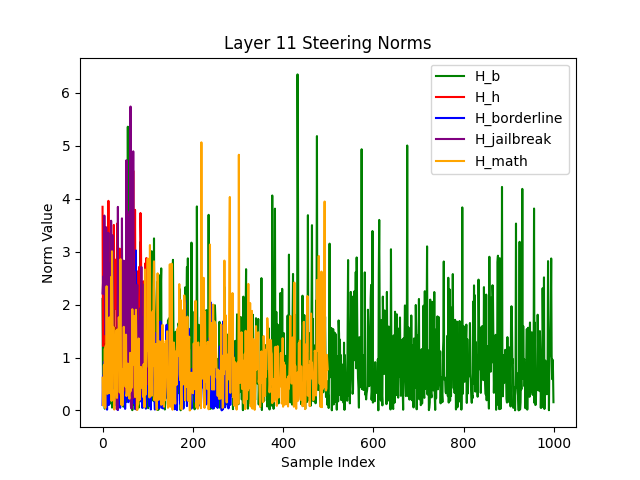 Layer 11 Steering Norms
H_b
H_h
H_borderline
H_jailbreak
H_math
Norm Value
6
5
4
3
2
1
0
0 200 400 600 800 1000
Sample Index